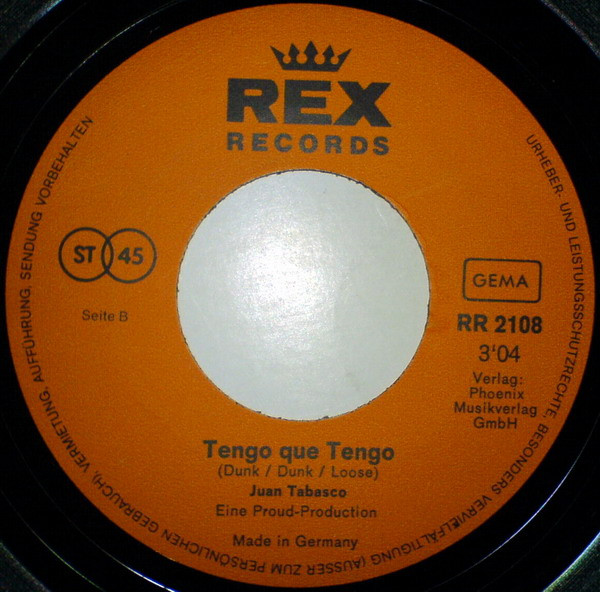 REX
RECORDS
ST 45
Seite B
GEMA
RR 2108
3'04
Verlag:
Phoenix
Musikverlag
GmbH
Tengo que Tengo
(Dunk / Dunk / Loose)
Juan Tabasco
Eine Proud-Production
Made in Germany
URHEBER- UND LEISTUNGSSCHUTZRECHTE, BESONDERS VERVIELFÄLTIGUNG (AUSSER ZUM PERSÖNLICHEN GEBRAUCH), VERMIETUNG, AUFFÜHRUNG, SENDUNG VORBEHALTEN